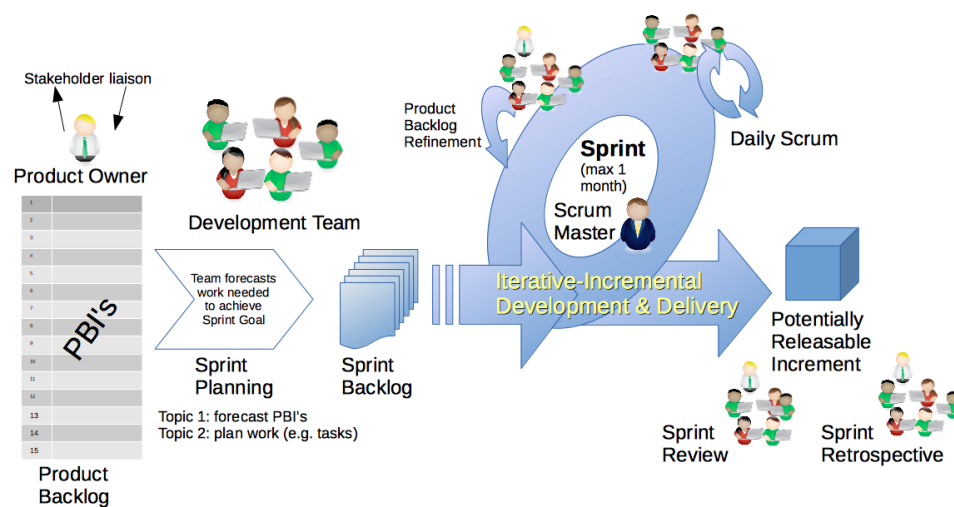 Stakeholder liaison
Product Owner
1
2
3
4
5
6
7
8
9
10
11
12
13
14
15
PBI's
Product
Backlog
Development Team
Team forecasts
work needed
to achieve
Sprint Goal
Sprint
Planning
Topic 1: forecast PBI's
Topic 2: plan work (e.g. tasks)
Sprint
Backlog
Product
Backlog
Refinement
Sprint
(max 1
month)
Scrum
Master
Daily Scrum
Iterative-Incremental
Development & Delivery
Potentially
Releasable
Increment
Sprint
Review
Sprint
Retrospective